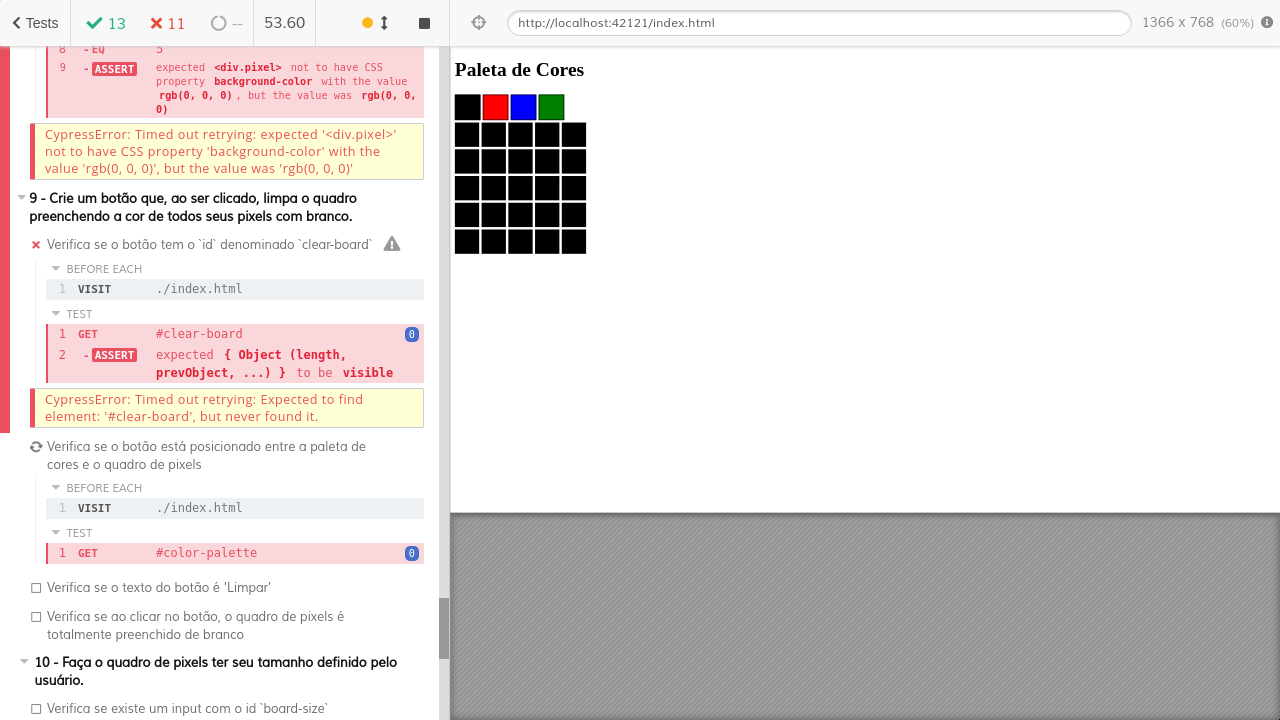 Tests 13 11 -- 53.60 http://localhost:42121/index.html 1366 x 768 (60%)
8 - EQ 5
9 - ASSERT expected <div.pixel> not to have CSS
property background-color with the value
rgb(0, 0, 0), but the value was rgb(0, 0,
0)
CypressError: Timed out retrying: expected '<div.pixel>'
not to have CSS property 'background-color' with the
value 'rgb(0, 0, 0)', but the value was 'rgb(0, 0, 0)'
9 - Crie um botão que, ao ser clicado, limpa o quadro
preenchendo a cor de todos seus pixels com branco.
Verifica se o botão tem o `id` denominado `clear-board`
BEFORE EACH
1 VISIT ./index.html
TEST
1 GET #clear-board 0
2 - ASSERT expected { Object (length,
prevObject, ...) } to be visible
CypressError: Timed out retrying: Expected to find
element: '#clear-board', but never found it.
Verifica se o botão está posicionado entre a paleta de
cores e o quadro de pixels
BEFORE EACH
1 VISIT ./index.html
TEST
1 GET #color-palette 0
Verifica se o texto do botão é 'Limpar'
Verifica se ao clicar no botão, o quadro de pixels é
totalmente preenchido de branco
10 - Faça o quadro de pixels ter seu tamanho definido pelo
usuário.
Verifica se existe um input com o id `board-size`
Paleta de Cores